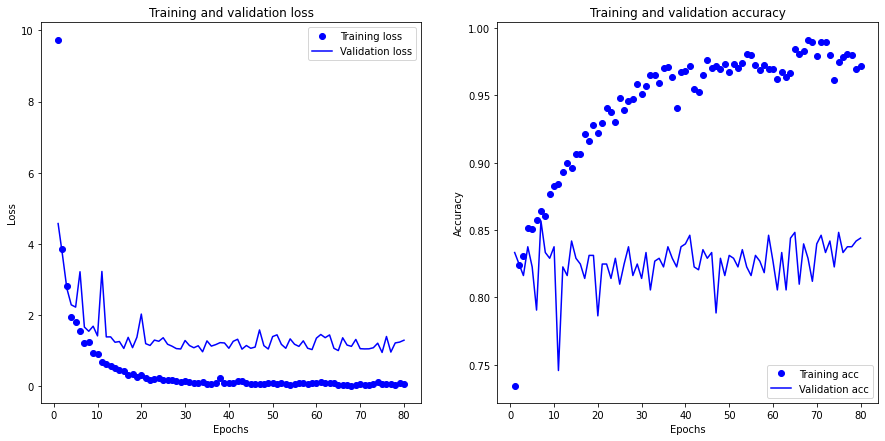 Training and validation loss
10
8
6
4
2
0
Loss
Training loss
Validation loss
0 10 20 30 40 50 60 70 80
Epochs
Training and validation accuracy
1.00
0.95
0.90
0.85
0.80
0.75
Accuracy
Training acc
Validation acc
0 10 20 30 40 50 60 70 80
Epochs